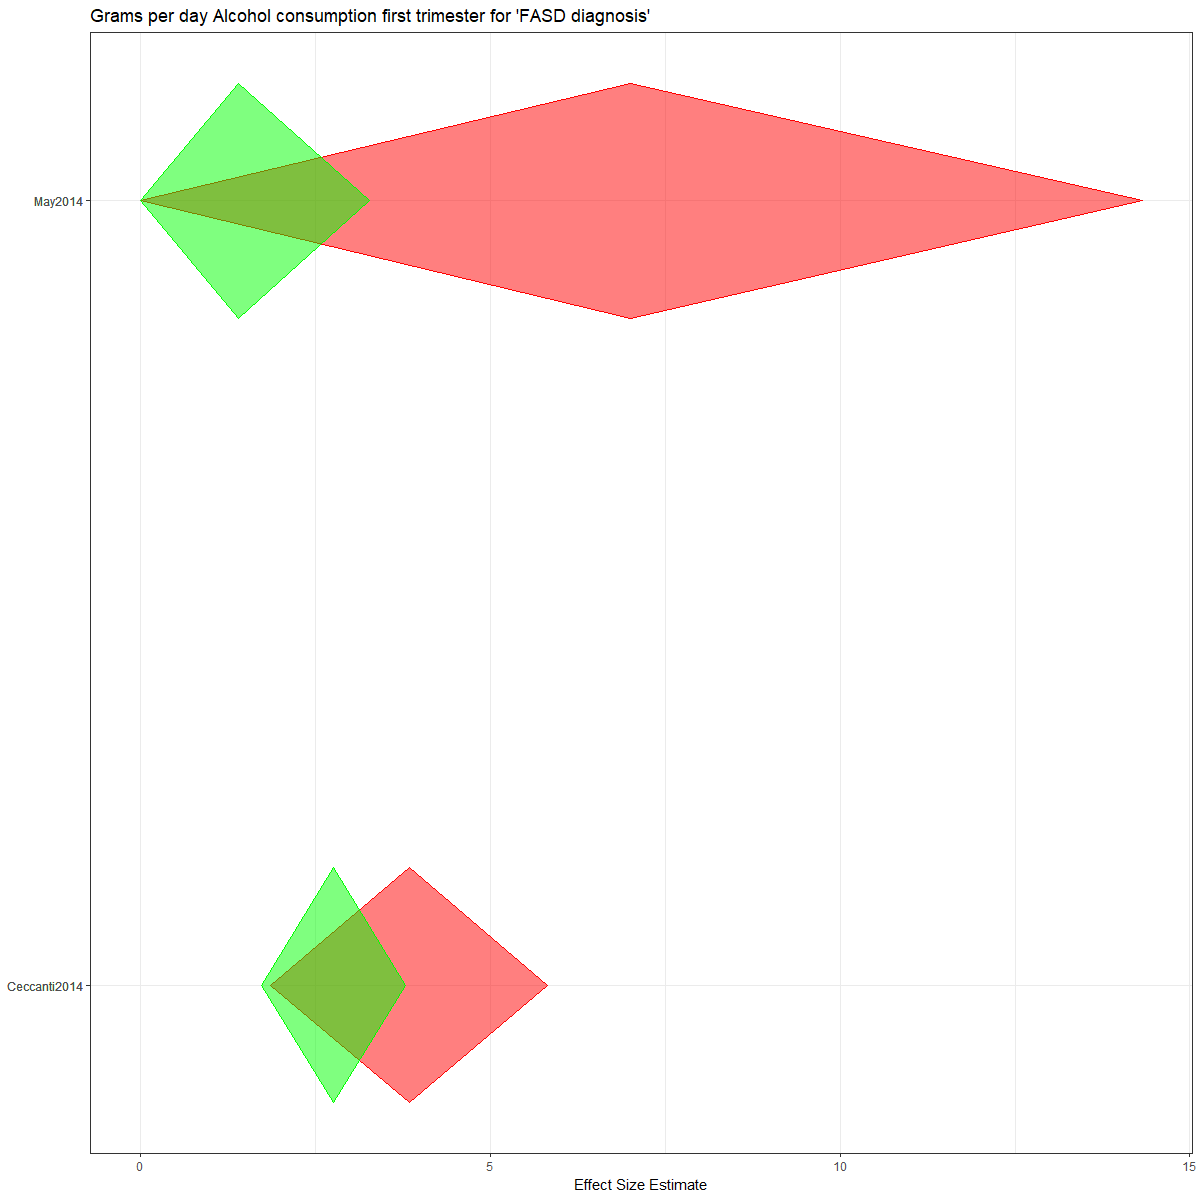 Grams per day Alcohol consumption first trimester for 'FASD diagnosis'
May2014
Ceccanti2014
0 5 10 15
Effect Size Estimate